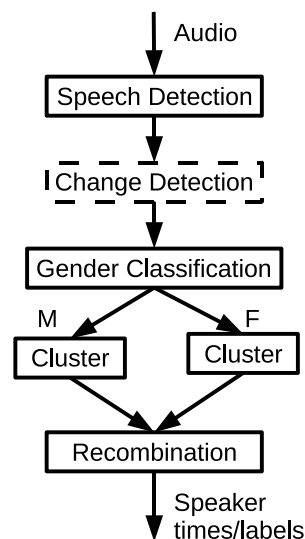 Audio
Speech Detection
Change Detection
Gender Classification
M
F
Cluster
Cluster
Recombination
Speaker
times/labels